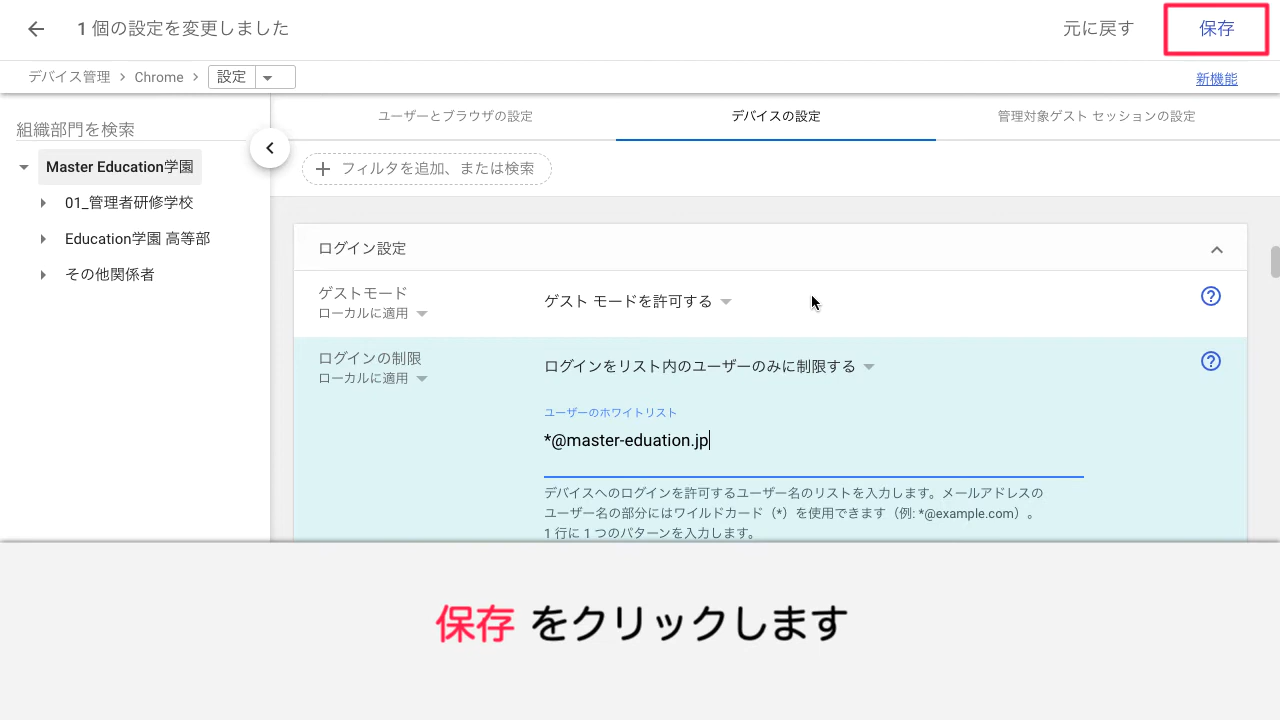 1 個の設定を変更しました
元に戻す
保存
デバイス管理 > Chrome > 設定
新機能
組織部門を検索
Master Education学園
01_管理者研修学校
Education学園 高等部
その他関係者
ユーザーとブラウザの設定
デバイスの設定
管理対象ゲスト セッションの設定
フィルタを追加、または検索
ログイン設定
ゲストモード
ローカルに適用
ゲスト モードを許可する
ログインの制限
ローカルに適用
ログインをリスト内のユーザーのみに制限する
ユーザーのホワイトリスト
*@master-eduation.jp
デバイスへのログインを許可するユーザー名のリストを入力します。メールアドレスの
ユーザー名の部分にはワイルドカード（*）を使用できます（例: *@example.com）。
1 行に 1 つのパターンを入力します。
保存 をクリックします